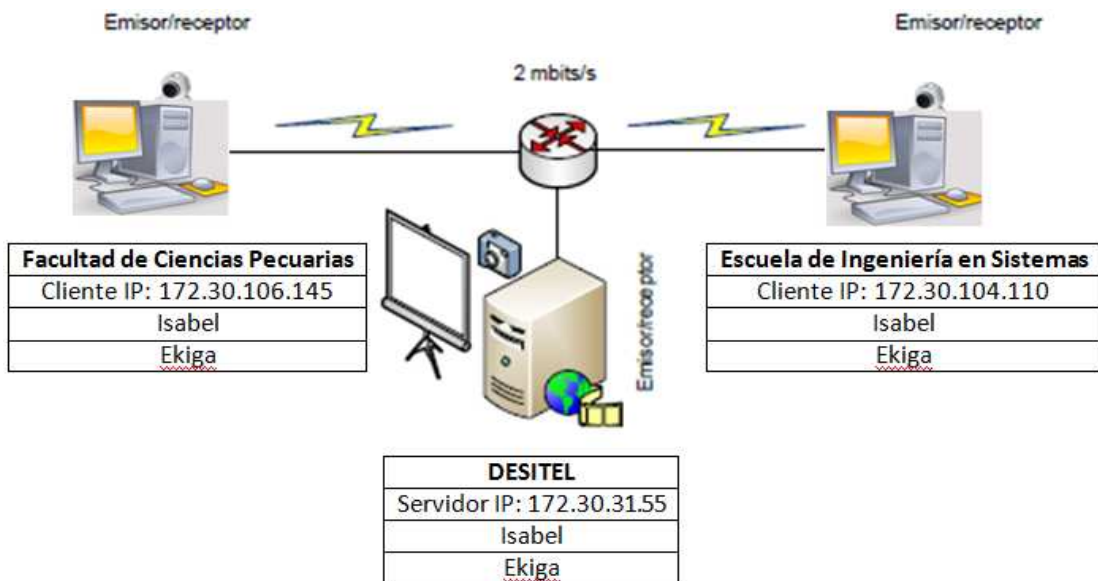 Emisor/receptor
Emisor/receptor
2 mbits/s
Facultad de Ciencias Pecuarias
Cliente IP: 172.30.106.145
Isabel
Ekiga
Emisor/receptor
Escuela de Ingeniería en Sistemas
Cliente IP: 172.30.104.110
Isabel
Ekiga
DESITEL
Servidor IP: 172.30.31.55
Isabel
Ekiga